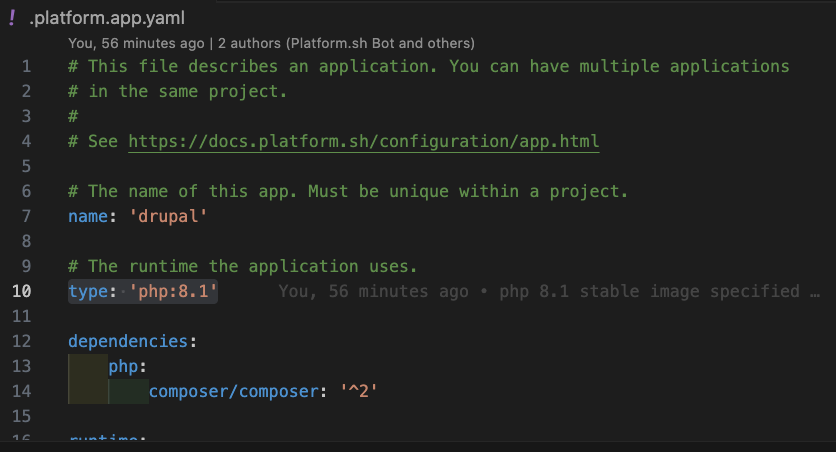 ! .platform.app.yaml
You, 56 minutes ago | 2 authors (Platform.sh Bot and others)
1 # This file describes an application. You can have multiple applications
2 # in the same project.
3 #
4 # See https://docs.platform.sh/configuration/app.html
5
6 # The name of this app. Must be unique within a project.
7 name: 'drupal'
8
9 # The runtime the application uses.
10 type: 'php:8.1' You, 56 minutes ago • php 8.1 stable image specified …
11
12 dependencies:
13 php:
14 composer/composer: '^2'
15
16 runtime: